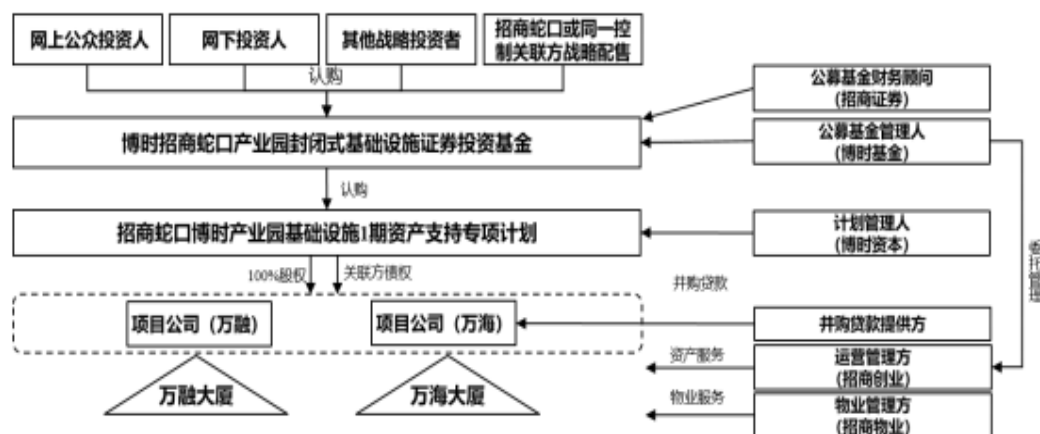 网上公众投资人
网下投资人
其他战略投资者
招商蛇口或同一控
制关联方战略配售
认购
公募基金财务顾问
(招商证券)
博时招商蛇口产业园封闭式基础设施证券投资基金
公募基金管理人
(博时基金)
认购
招商蛇口博时产业园基础设施1期资产支持专项计划
计划管理人
(博时资本)
委托管理
100%股权
关联方债权
并购贷款
项目公司（万融）
项目公司（万海）
并购贷款提供方
资产服务
运营管理方
(招商创业)
万融大厦
万海大厦
物业服务
物业管理方
(招商物业)